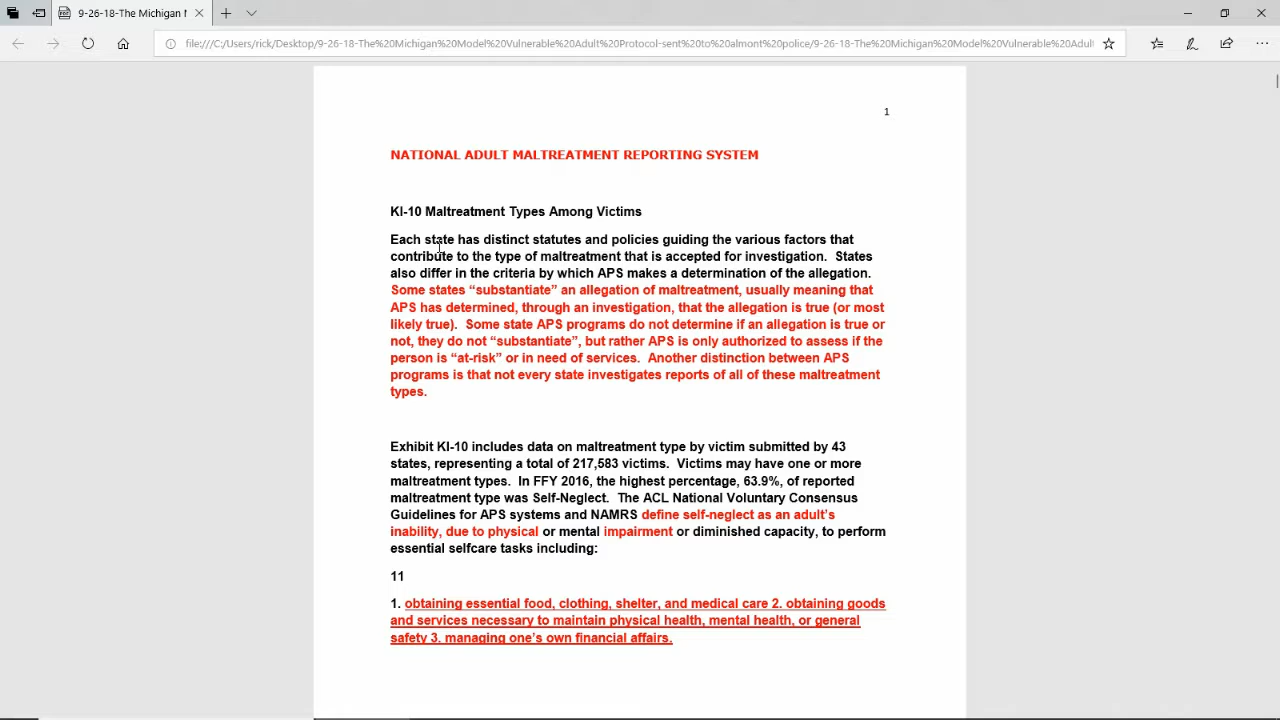 9-26-18-The Michigan M
file:///C:/Users/rick/Desktop/9-26-18-The%20Michigan%20Model%20Vulnerable%20Adult%20Protocol-sent%20to%20almont%20police/9-26-18-The%20Michigan%20Model%20Vulnerable%20Adul
1
NATIONAL ADULT MALTREATMENT REPORTING SYSTEM
KI-10 Maltreatment Types Among Victims
Each state has distinct statutes and policies guiding the various factors that
contribute to the type of maltreatment that is accepted for investigation. States
also differ in the criteria by which APS makes a determination of the allegation.
Some states “substantiate” an allegation of maltreatment, usually meaning that
APS has determined, through an investigation, that the allegation is true (or most
likely true). Some state APS programs do not determine if an allegation is true or
not, they do not “substantiate”, but rather APS is only authorized to assess if the
person is “at-risk” or in need of services. Another distinction between APS
programs is that not every state investigates reports of all of these maltreatment
types.
Exhibit KI-10 includes data on maltreatment type by victim submitted by 43
states, representing a total of 217,583 victims. Victims may have one or more
maltreatment types. In FFY 2016, the highest percentage, 63.9%, of reported
maltreatment type was Self-Neglect. The ACL National Voluntary Consensus
Guidelines for APS systems and NAMRS define self-neglect as an adult’s
inability, due to physical or mental impairment or diminished capacity, to perform
essential selfcare tasks including:
11
1. obtaining essential food, clothing, shelter, and medical care 2. obtaining goods
and services necessary to maintain physical health, mental health, or general
safety 3. managing one’s own financial affairs.